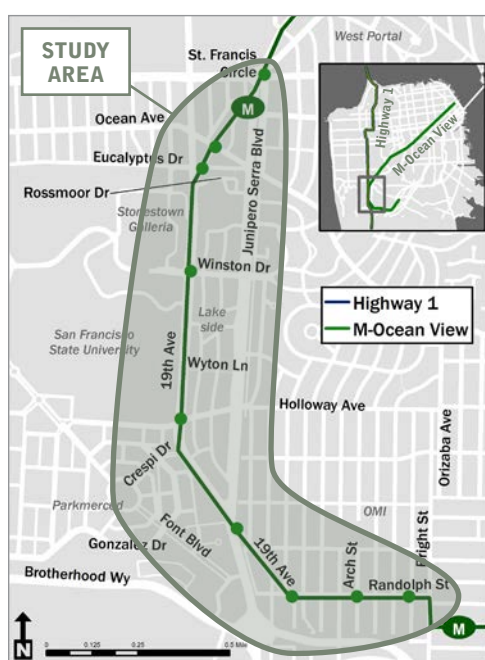 STUDY
AREA
St. Francis
Circle
West Portal
M
Ocean Ave
Eucalyptus Dr
Rossmoor Dr
Junipero Serra Blvd
Stonestown
Galleria
Winston Dr
Highway 1
M-Ocean View
Highway 1
M-Ocean View
Lake
side
San Francisco
State University
19th Ave
Wyton Ln
Holloway Ave
Orizaba Ave
Crespi Dr
Parkmerced
Font Blvd
OMI
Gonzalez Dr
19th Ave
Arch St
Bright St
Randolph St
Brotherhood Wy
M
N
0 0.125 0.25 0.5 Mile